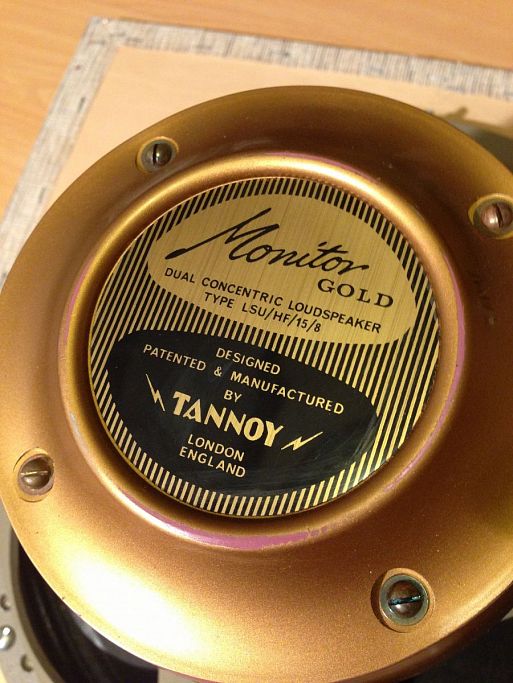 Monitor
GOLD
DUAL CONCENTRIC LOUDSPEAKER
TYPE LSU/HF/15/8
DESIGNED
PATENTED & MANUFACTURED
BY
TANNOY
LONDON
ENGLAND